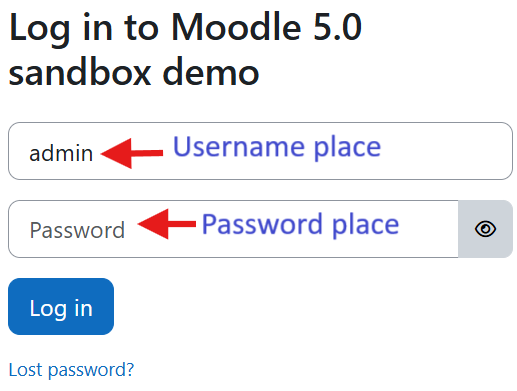 Log in to Moodle 5.0
sandbox demo
admin Username place
Password Password place
Log in
Lost password?